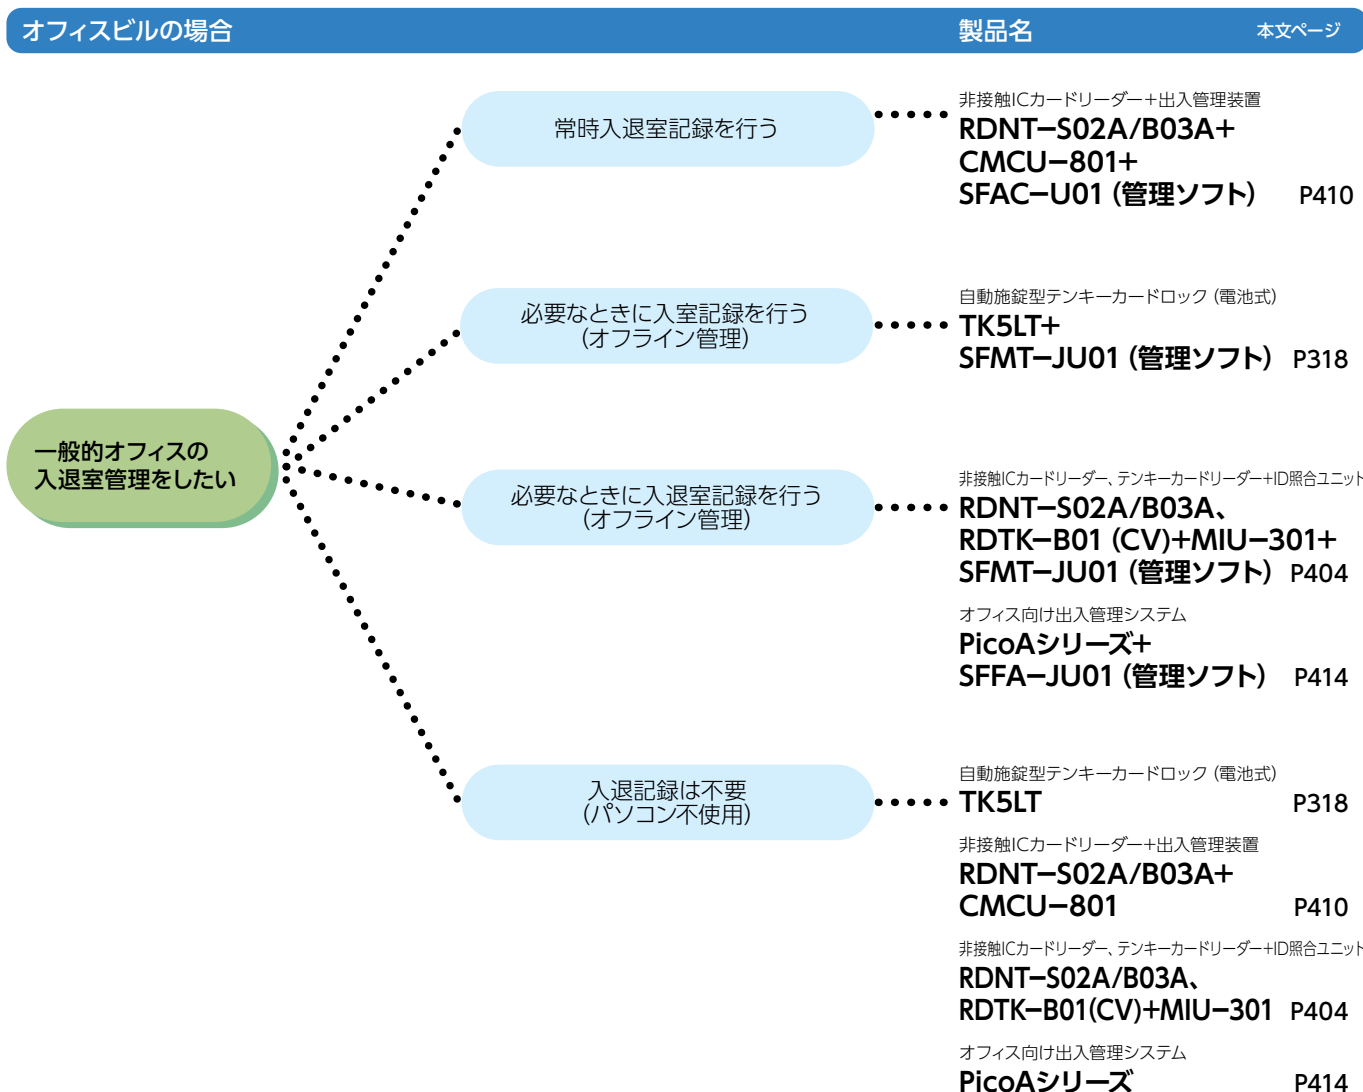 オフィスビルの場合 製品名 本文ページ
一般的オフィスの
入退室管理をしたい
常時入退室記録を行う
非接触ICカードリーダー+出入管理装置
RDNT−S02A/B03A+
CMCU−801+
SFAC−U01(管理ソフト) P410
必要なときに入室記録を行う
(オフライン管理)
自動施錠型テンキーカードロック(電池式)
TK5LT+
SFMT−JU01(管理ソフト) P318
必要なときに入退室記録を行う
(オフライン管理)
非接触ICカードリーダー、テンキーカードリーダー+ID照合ユニット
RDNT−S02A/B03A、
RDTK−B01(CV)+MIU−301+
SFMT−JU01(管理ソフト) P404
オフィス向け出入管理システム
PicoAシリーズ+
SFFA−JU01(管理ソフト) P414
入退記録は不要
(パソコン不使用)
自動施錠型テンキーカードロック(電池式)
TK5LT P318
非接触ICカードリーダー+出入管理装置
RDNT−S02A/B03A+
CMCU−801 P410
非接触ICカードリーダー、テンキーカードリーダー+ID照合ユニット
RDNT−S02A/B03A、
RDTK−B01(CV)+MIU−301 P404
オフィス向け出入管理システム
PicoAシリーズ P414